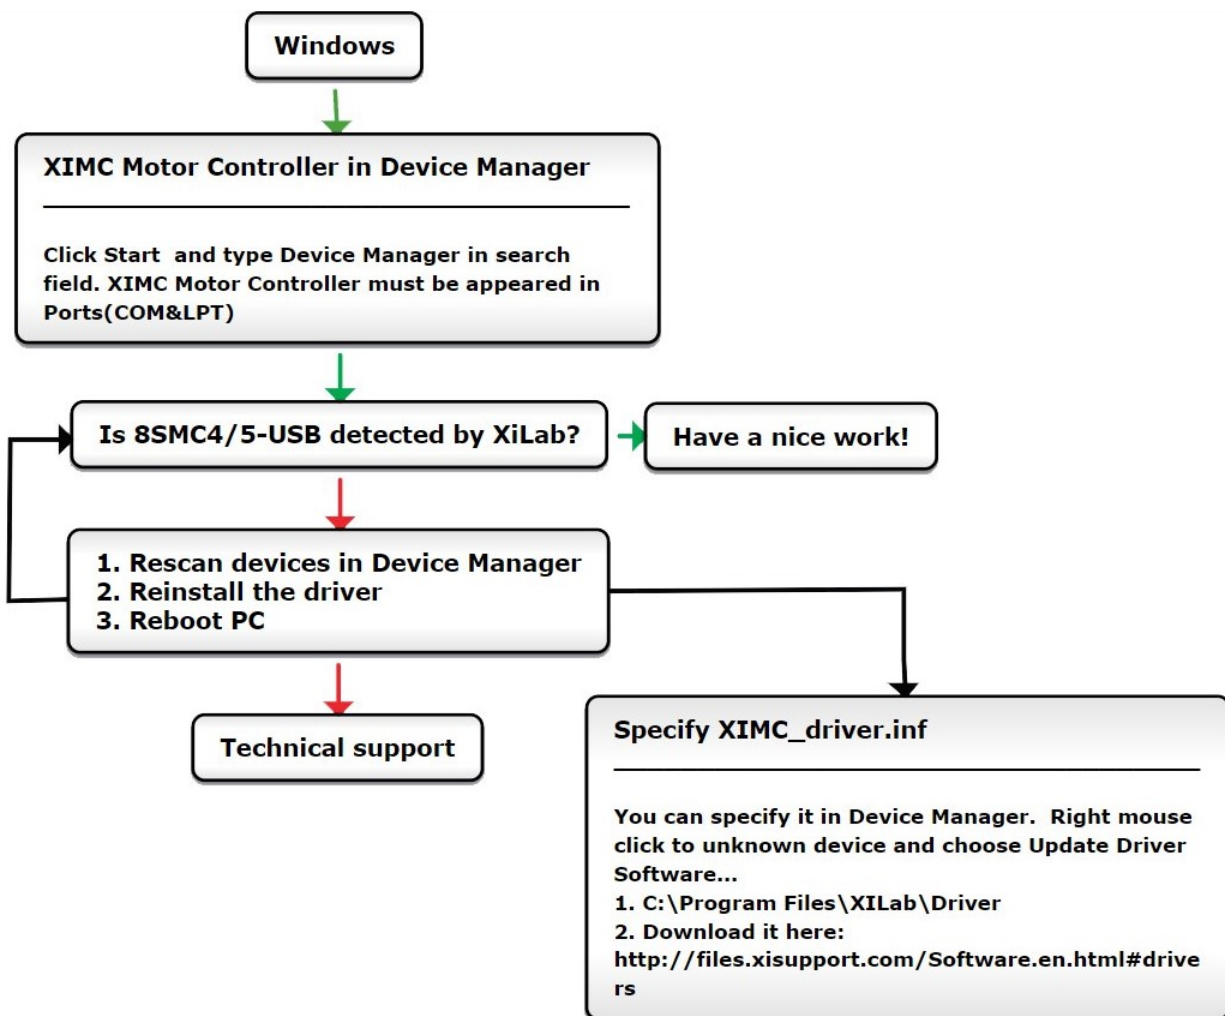 Windows
XIMC Motor Controller in Device Manager
Click Start and type Device Manager in search
field. XIMC Motor Controller must be appeared in
Ports(COM&LPT)
Is 8SMC4/5-USB detected by XiLab?
Have a nice work!
1. Rescan devices in Device Manager
2. Reinstall the driver
3. Reboot PC
Technical support
Specify XIMC_driver.inf
You can specify it in Device Manager. Right mouse
click to unknown device and choose Update Driver
Software...
1. C:\Program Files\XILab\Driver
2. Download it here:
http://files.xisupport.com/Software.en.html#drive
rs